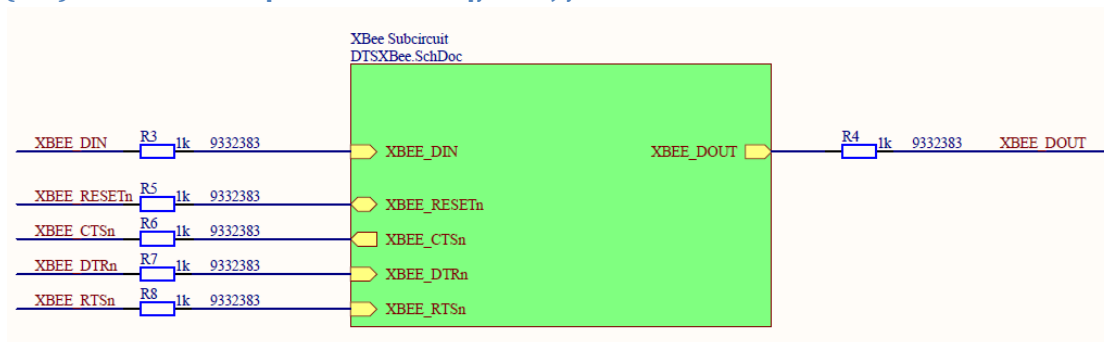 XBee Subcircuit
DTSXBee.SchDoc
XBEE_DIN R3 1k 9332383 XBEE_DIN XBEE_DOUT R4 1k 9332383 XBEE_DOUT
XBEE_RESETn R5 1k 9332383 XBEE_RESETn
XBEE_CTSn R6 1k 9332383 XBEE_CTSn
XBEE_DTRn R7 1k 9332383 XBEE_DTRn
XBEE_RTSn R8 1k 9332383 XBEE_RTSn